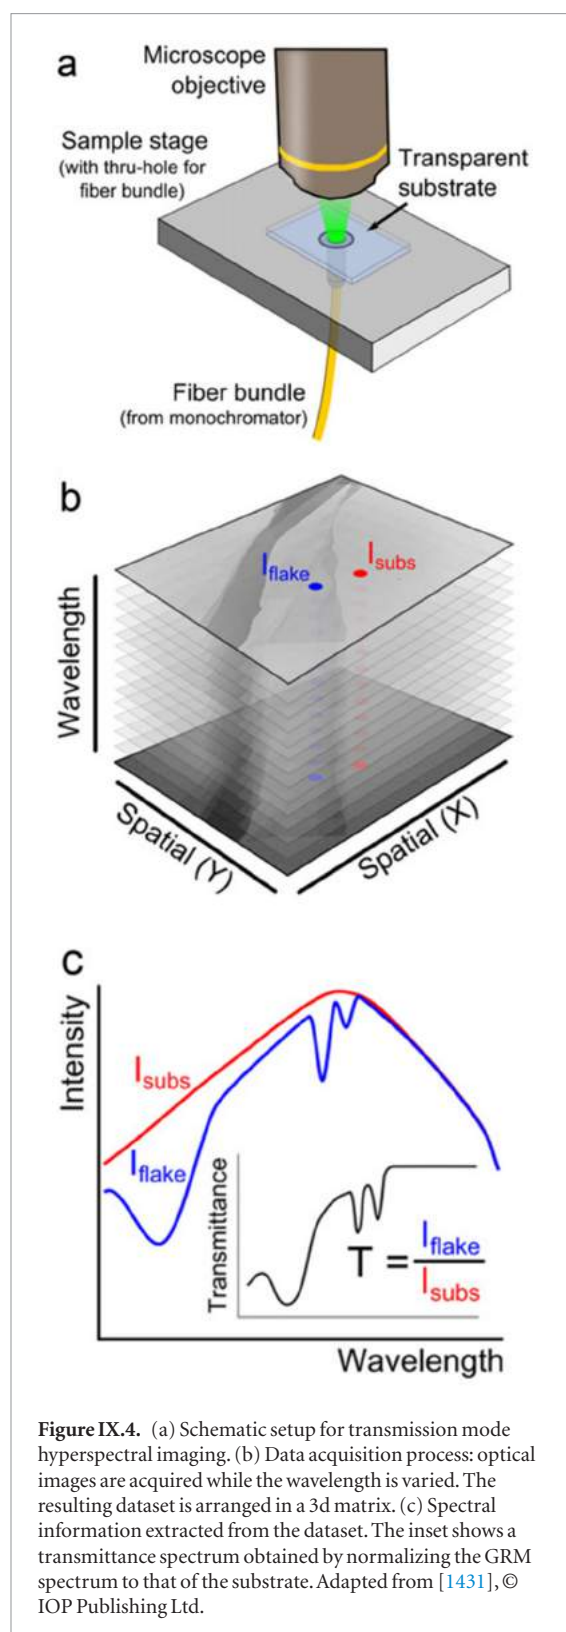 a
Microscope
objective
Sample stage
(with thru-hole for
fiber bundle)
Transparent
substrate
Fiber bundle
(from monochromator)
b
Iflake
Isubs
Wavelength
Spatial (Y)
Spatial (X)
c
Intensity
Isubs
Iflake
Transmittance
T = Iflake
Isubs
Wavelength
Figure IX.4. (a) Schematic setup for transmission mode
hyperspectral imaging. (b) Data acquisition process: optical
images are acquired while the wavelength is varied. The
resulting dataset is arranged in a 3d matrix. (c) Spectral
information extracted from the dataset. The inset shows a
transmittance spectrum obtained by normalizing the GRM
spectrum to that of the substrate. Adapted from [1431], ©
IOP Publishing Ltd.